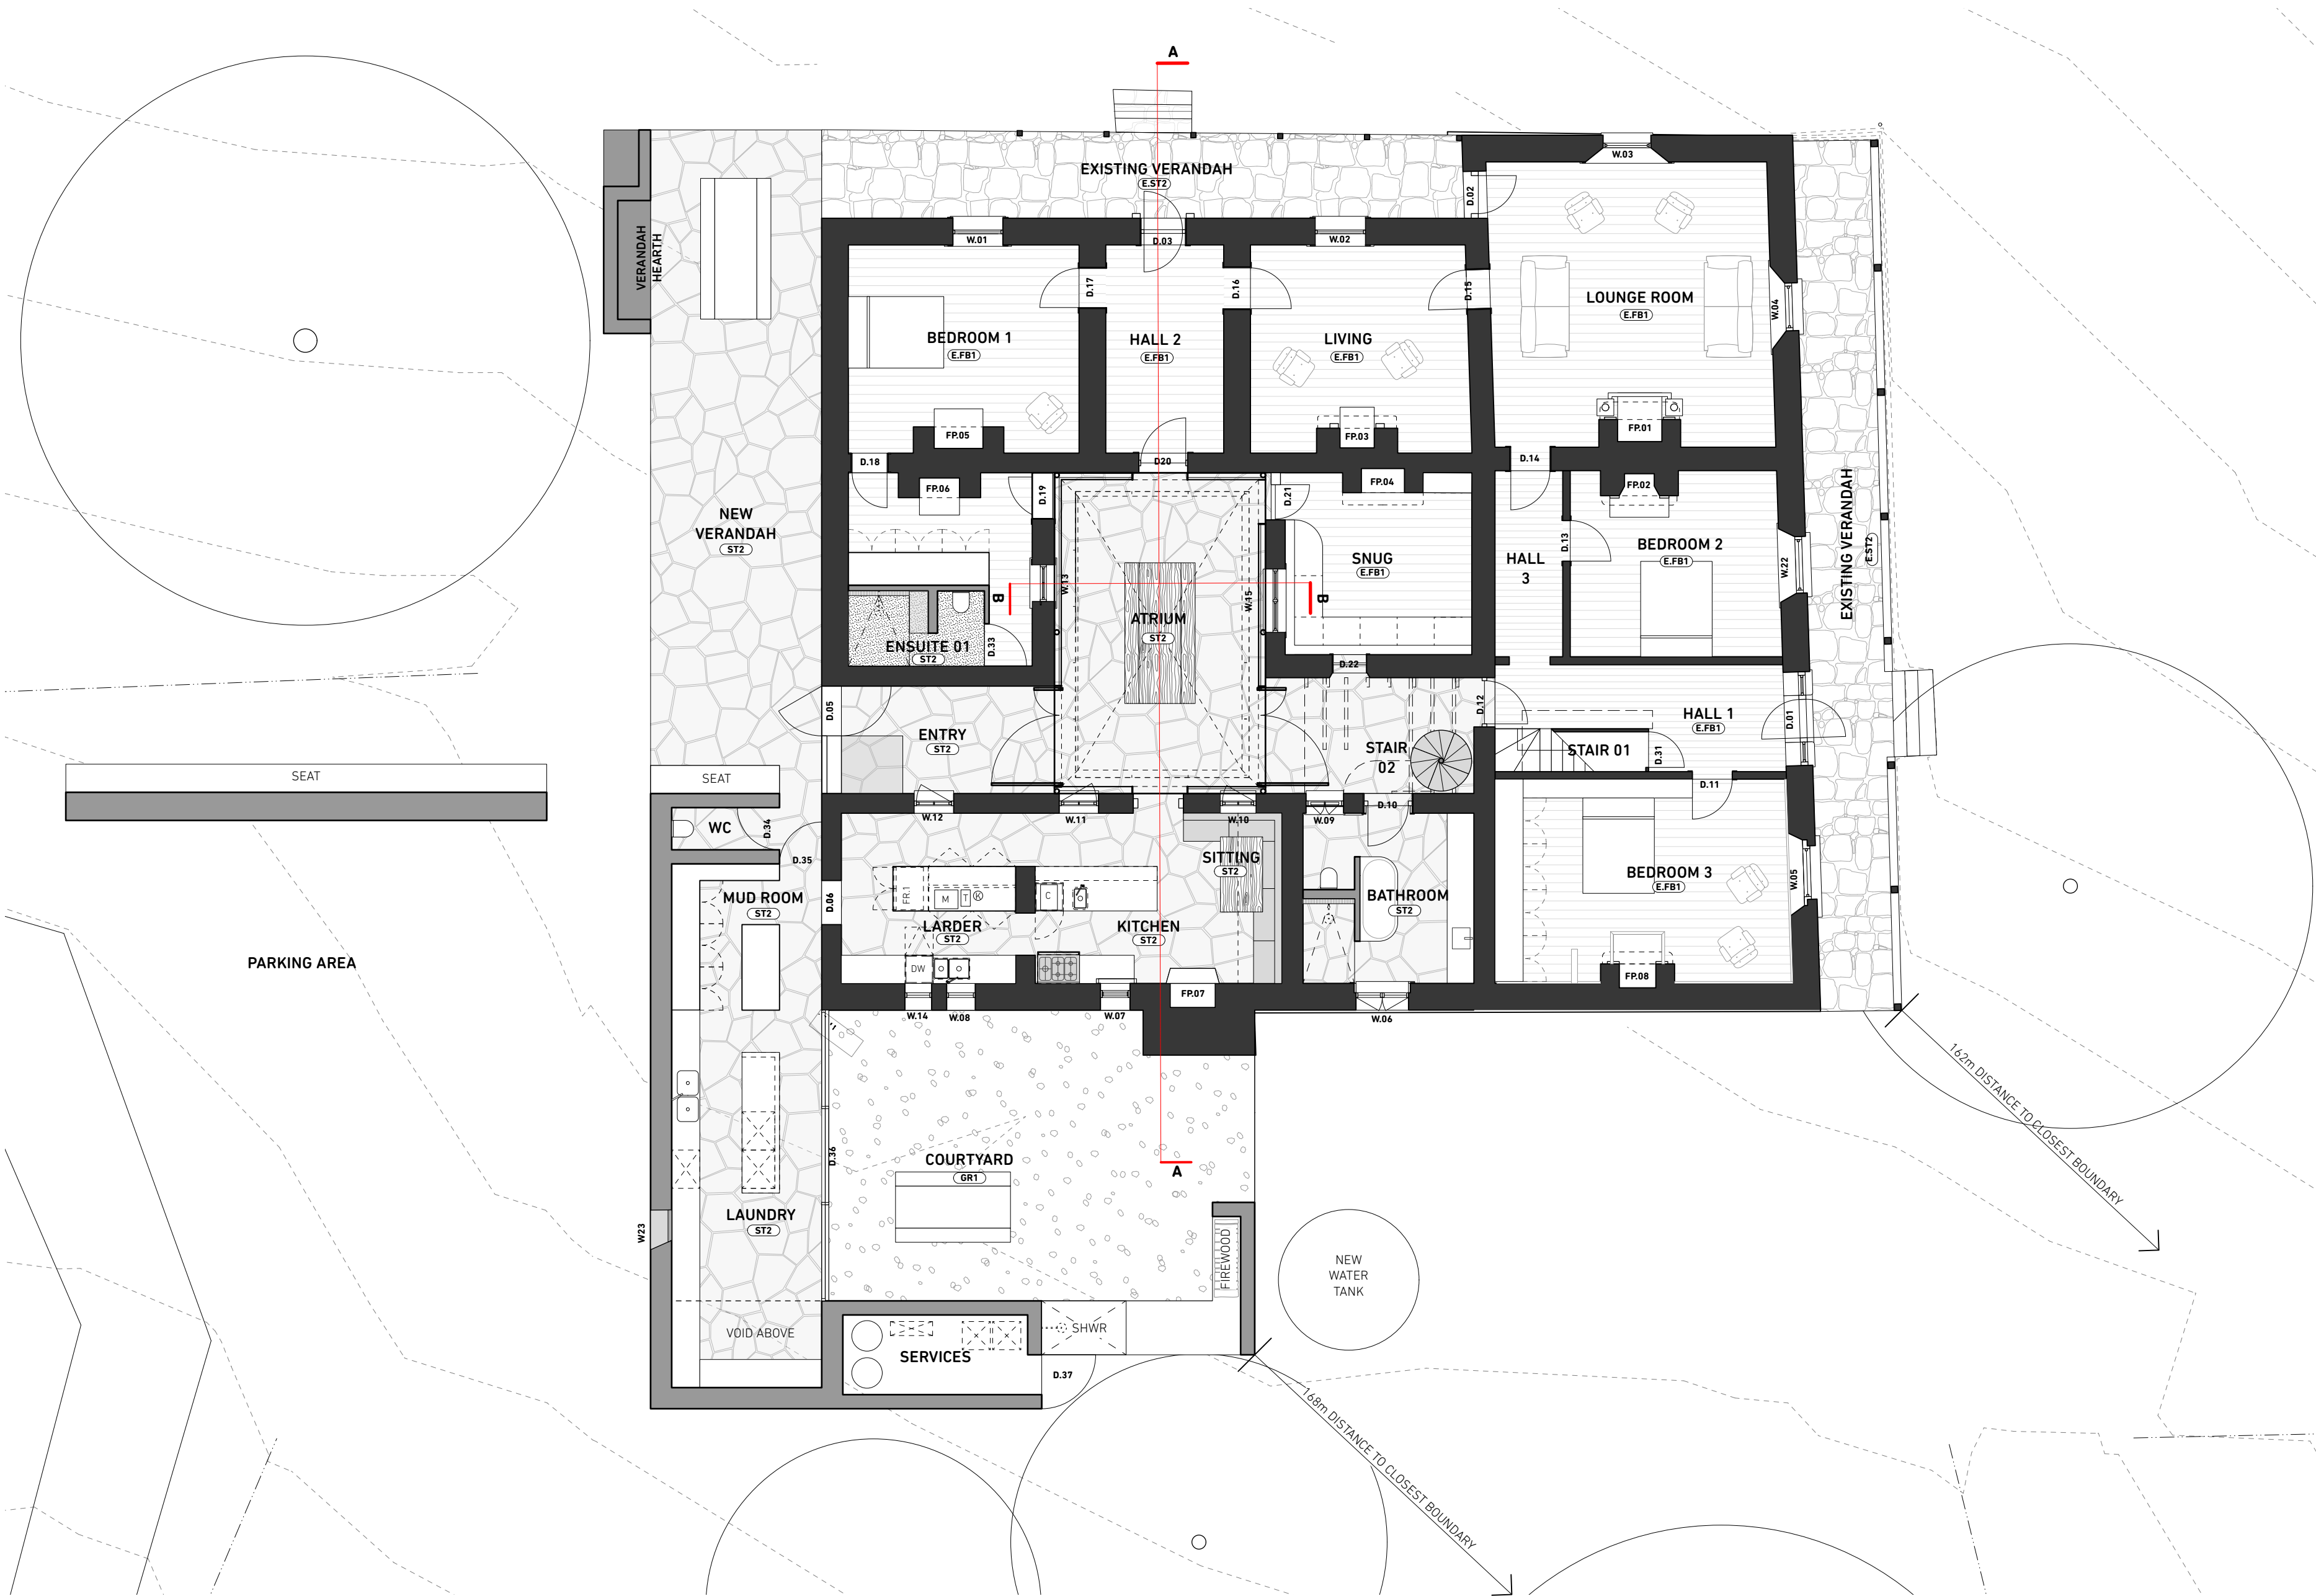 A
EXISTING VERANDAH
E.ST2
W.03
D.02
VERANDAH
HEARTH
W.01
D.03
W.02
D.17
D.16
D.15
LOUNGE ROOM
E.FB1
W.04
BEDROOM 1
E.FB1
HALL 2
E.FB1
LIVING
E.FB1
FP.05
FP.03
FP.01
D.18
D20
D.14
FP.06
D.19
D.21
FP.04
FP.02
NEW
VERANDAH
ST2
EXISTING VERANDAH
E.ST2
D.13
BEDROOM 2
E.FB1
W.22
SNUG
E.FB1
HALL
3
W.13
B
W.15
B
ATRIUM
ST2
ENSUITE 01
ST2
D.33
D.22
D.05
D.12
HALL 1
E.FB1
D.01
ENTRY
ST2
STAIR
02
STAIR 01
D.31
SEAT
SEAT
D.11
D.10
W.12
W.11
W.10
W.09
WC
D.34
D.35
SITTING
ST2
BEDROOM 3
E.FB1
W.05
MUD ROOM
ST2
D.06
FR.1
M
T
K
C
BATHROOM
ST2
LARDER
ST2
KITCHEN
ST2
PARKING AREA
DW
FP.07
FP.08
W.14
W.08
W.07
W.06
162m DISTANCE TO CLOSEST BOUNDARY
D.36
COURTYARD
GR1
A
LAUNDRY
ST2
W23
FIREWOOD
NEW
WATER
TANK
VOID ABOVE
SHWR
SERVICES
D.37
168m DISTANCE TO CLOSEST BOUNDARY